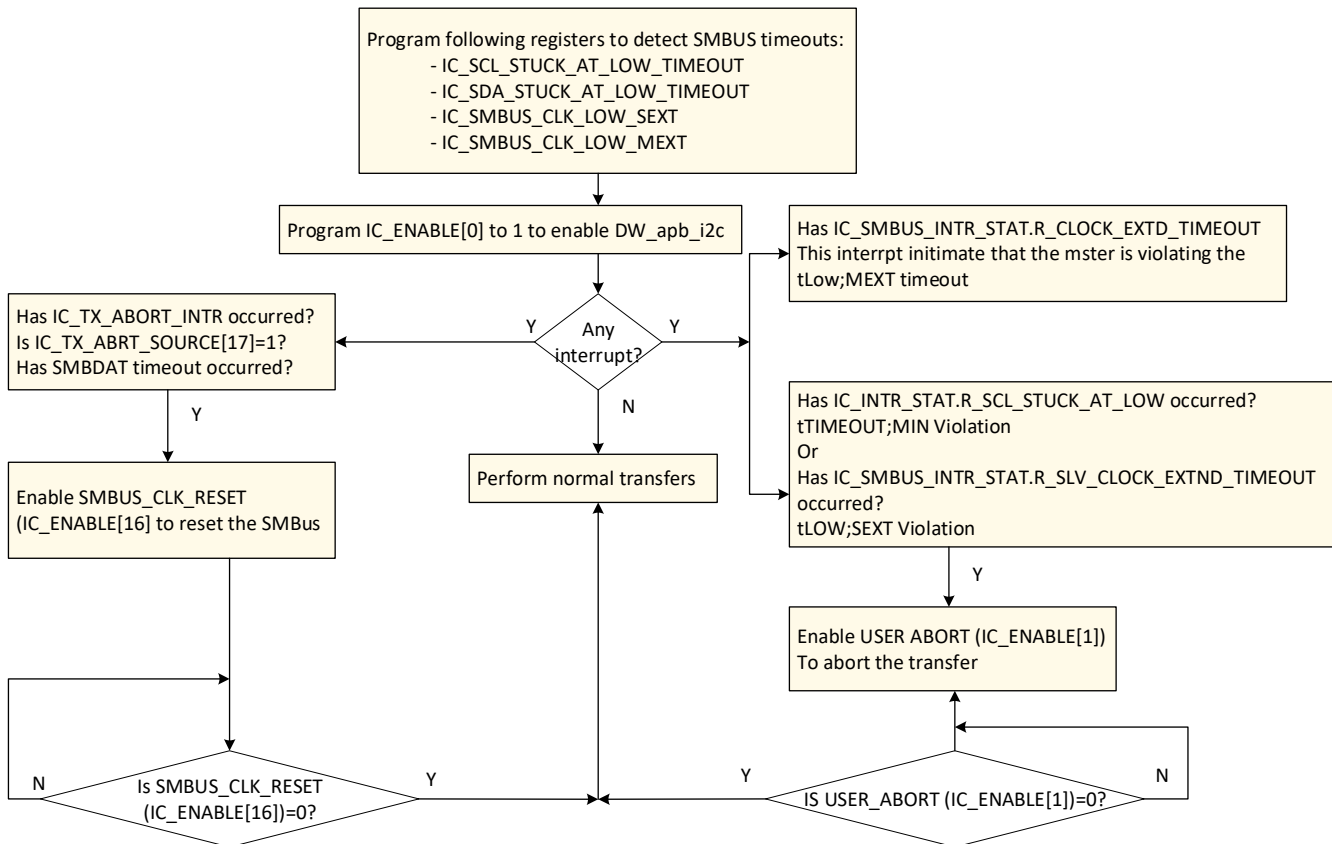 Program following registers to detect SMBUS timeouts:
- IC_SCL_STUCK_AT_LOW_TIMEOUT
- IC_SDA_STUCK_AT_LOW_TIMEOUT
- IC_SMBUS_CLK_LOW_SEXT
- IC_SMBUS_CLK_LOW_MEXT
Program IC_ENABLE[0] to 1 to enable DW_apb_i2c
Has IC_SMBUS_INTR_STAT.R_CLOCK_EXTD_TIMEOUT
This interrpt initimate that the mster is violating the
tLow;MEXT timeout
Has IC_TX_ABORT_INTR occurred?
Is IC_TX_ABRT_SOURCE[17]=1?
Has SMBDAT timeout occurred?
Y
Any
interrupt?
Y
N
Y
Has IC_INTR_STAT.R_SCL_STUCK_AT_LOW occurred?
tTIMEOUT;MIN Violation
Or
Has IC_SMBUS_INTR_STAT.R_SLV_CLOCK_EXTND_TIMEOUT
occurred?
tLOW;SEXT Violation
Enable SMBUS_CLK_RESET
(IC_ENABLE[16] to reset the SMBus
Perform normal transfers
Y
Enable USER ABORT (IC_ENABLE[1])
To abort the transfer
N
Is SMBUS_CLK_RESET
(IC_ENABLE[16])=0?
Y
Y
IS USER_ABORT (IC_ENABLE[1])=0?
N